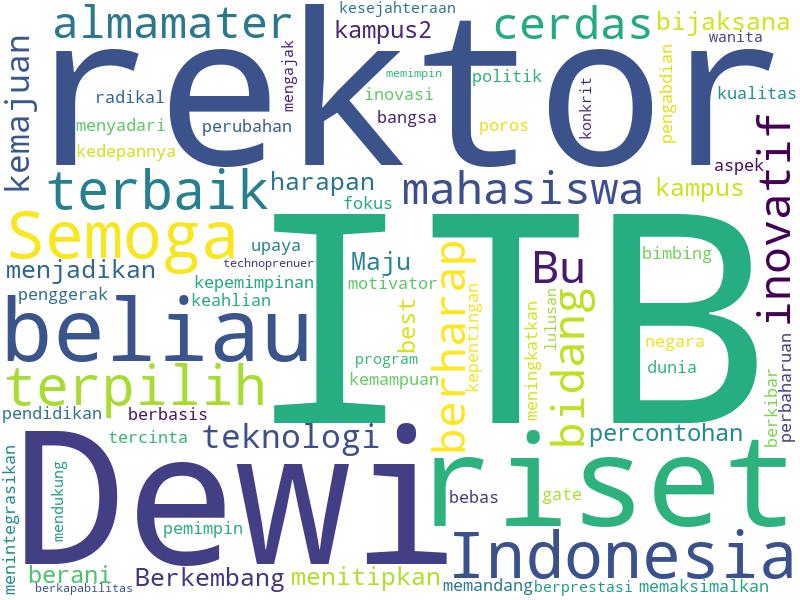 kesejahteraan
almamater
kampus2
cerdas
bijaksana
wanita
kemajuan
rektor
mengajak
memimpin
politik
radikal
inovasi
konkrit
pengabdian
kualitas
menyadari
perubahan
bangsa
poros
kedepannya
aspek
inovatif
terbaik
harapan
mahasiswa
kampus
fokus
Semoga
ITB
upaya
technoprenuer
Maju
berharap
Bu
bimbing
menjadikan
kepemimpinan
motivator
penggerak
keahlian
kepentingan
lulusan
bidang
beliau
best
meningkatkan
negara
perbaharuan
program
dunia
terpilih
kemampuan
berkibar
pendidikan
berbasis
tercinta
teknologi
percontohan
Dewi
riset
menintegrasikan
mendukung
bebas
gate
pemimpin
Indonesia
berani
Berkembang
menitipkan
berkapabilitas
memandang
berprestasi
memaksimalkan